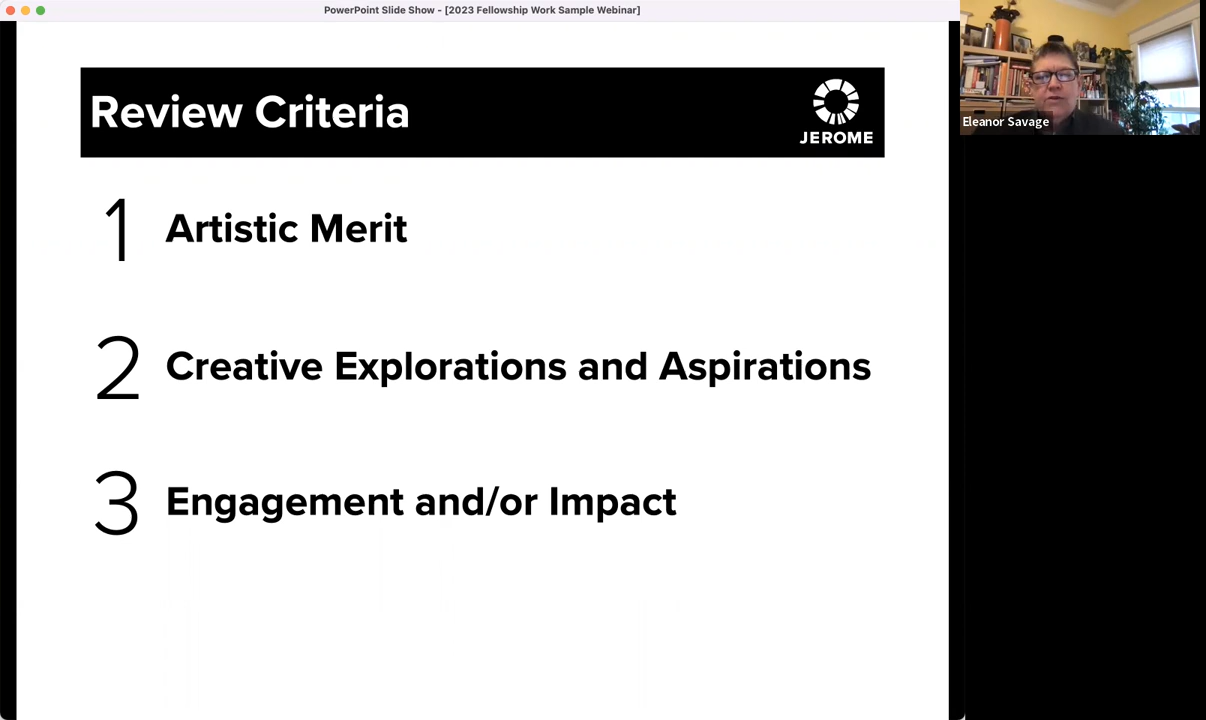 PowerPoint Slide Show - [2023 Fellowship Work Sample Webinar]
Review Criteria
JEROME
1 Artistic Merit
2 Creative Explorations and Aspirations
3 Engagement and/or Impact
Eleanor Savage